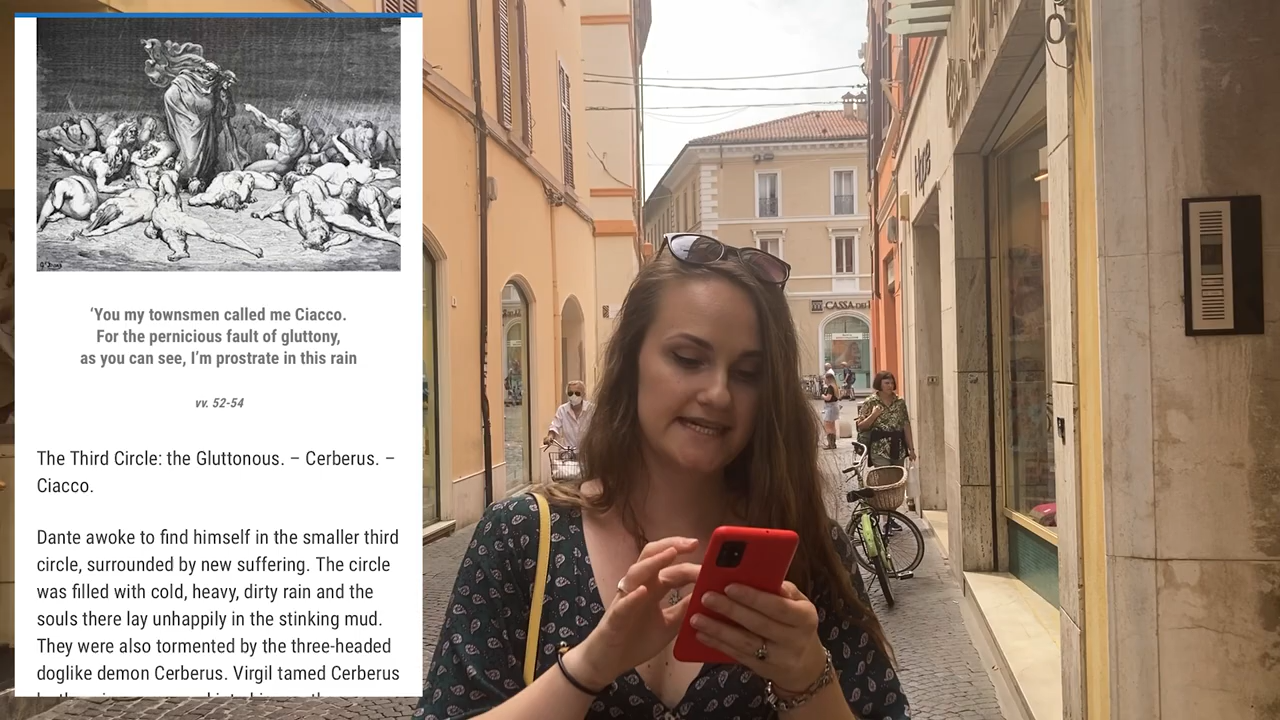 ‘You my townsmen called me Ciacco.
For the pernicious fault of gluttony,
as you can see, I’m prostrate in this rain
vv. 52-54
The Third Circle: the Gluttonous. – Cerberus. –
Ciacco.
Dante awoke to find himself in the smaller third
circle, surrounded by new suffering. The circle
was filled with cold, heavy, dirty rain and the
souls there lay unhappily in the stinking mud.
They were also tormented by the three-headed
doglike demon Cerberus. Virgil tamed Cerberus
CASSA